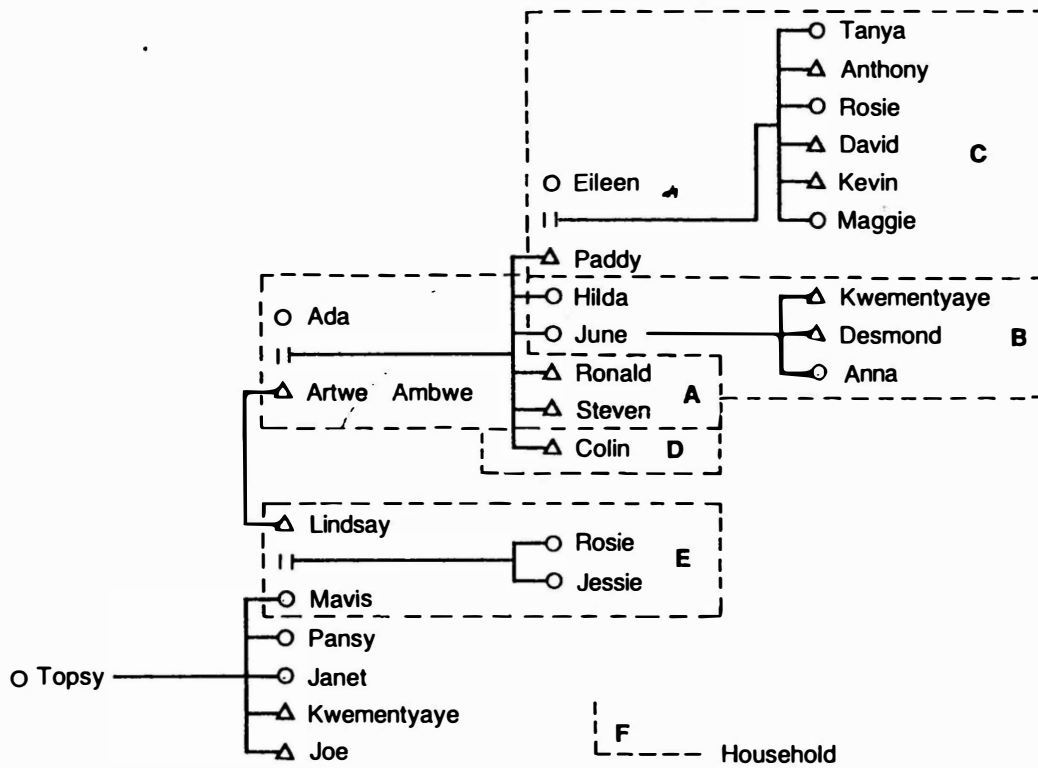 Tanya
Anthony
Rosie
David
C
Kevin
Maggie
Eileen
Paddy
Hilda
June
Kwementyaye
Desmond
B
Anna
Ada
Artwe Ambwe
Ronald
A
Steven
Colin
D
Lindsay
Rosie
E
Jessie
Mavis
Pansy
Topsy
Janet
Kwementyaye
Joe
F
Household